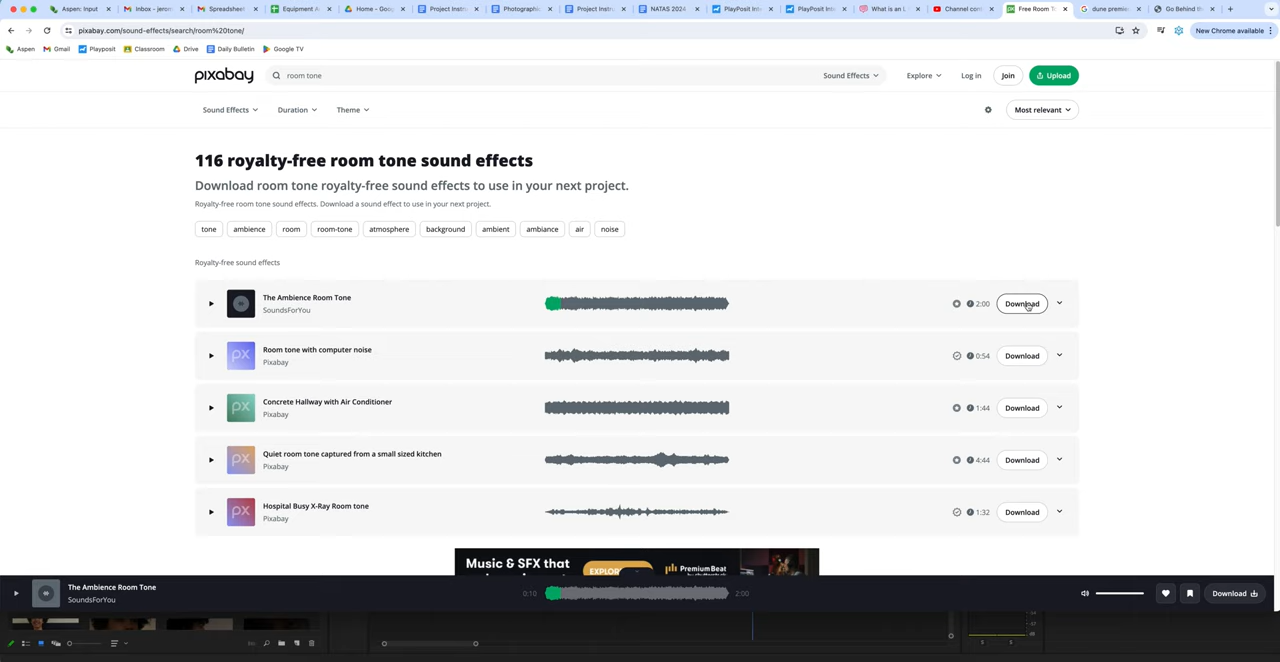 Aspen: Input
Inbox - jerom
Spreadsheet
Equipment A
Home – Goog
Project Instr
Photographic
Project Instr
NATAS 2024
PlayPosit Int
PlayPosit Int
What is an L
Channel con
Free Room T
dune premie
Go Behind th
pixabay.com/sound-effects/search/room%20tone/
New Chrome available
Aspen
Gmail
Playposit
Classroom
Drive
Daily Bulletin
Google TV
pixabay
room tone
Sound Effects
Explore
Log in
Join
Upload
Sound Effects
Duration
Theme
Most relevant
116 royalty-free room tone sound effects
Download room tone royalty-free sound effects to use in your next project.
Royalty-free room tone sound effects. Download a sound effect to use in your next project.
tone
ambience
room
room-tone
atmosphere
background
ambient
ambiance
air
noise
Royalty-free sound effects
The Ambience Room Tone
SoundsForYou
2:00
Download
px
Room tone with computer noise
Pixabay
0:54
Download
px
Concrete Hallway with Air Conditioner
Pixabay
1:44
Download
px
Quiet room tone captured from a small sized kitchen
Pixabay
4:44
Download
px
Hospital Busy X-Ray Room tone
Pixabay
1:32
Download
Music & SFX that
PremiumBeat
The Ambience Room Tone
SoundsForYou
0:10
2:00
Download